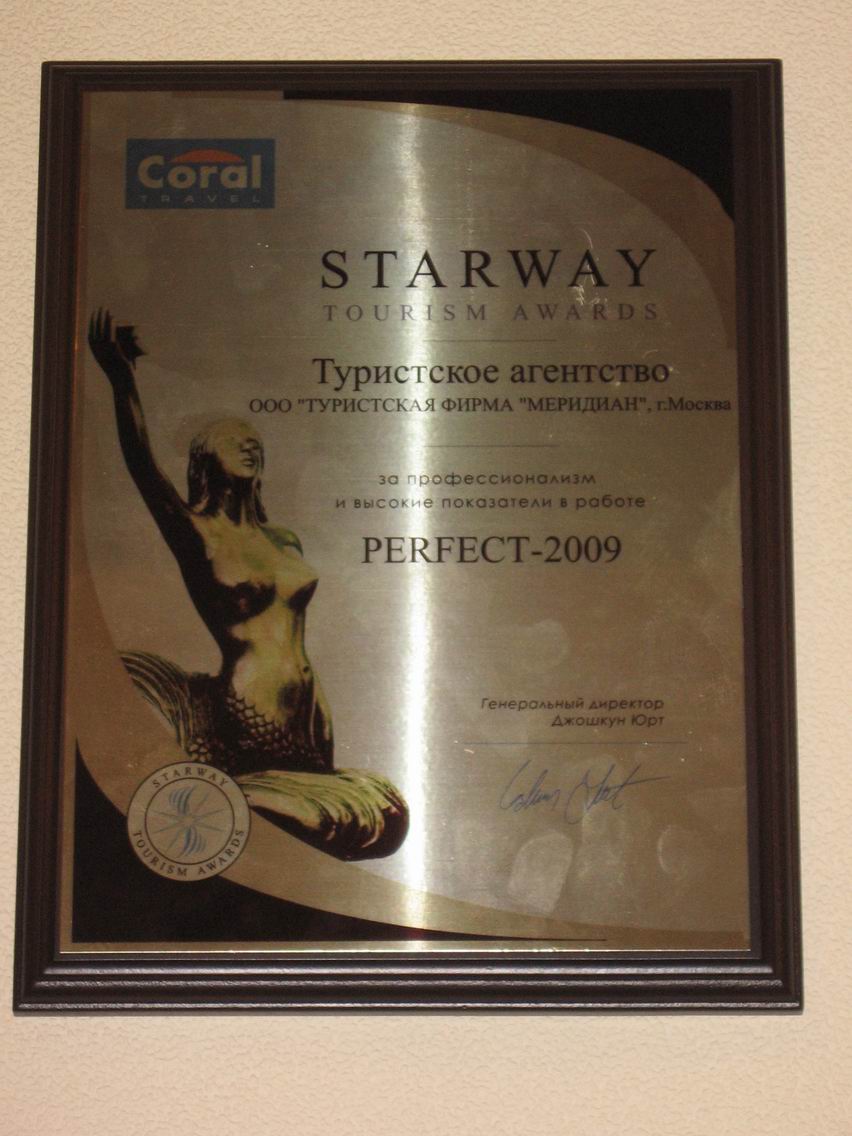 Coral
TRAVEL
STARWAY
TOURISM AWARDS
Туристское агентство
ООО "ТУРИСТСКАЯ ФИРМА "МЕРИДИАН", г.Москва
за профессионализм
и высокие показатели в работе
PERFECT-2009
Генеральный директор
Джошкун Юрт
STARWAY
TOURISM AWARDS